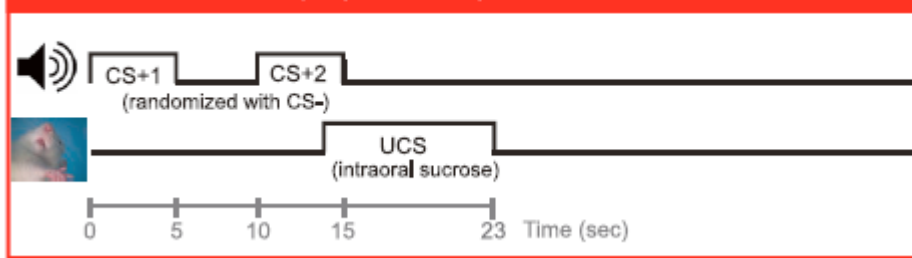 CS+1 CS+2
(randomized with CS-)
UCS
(intraoral sucrose)
0 5 10 15 23 Time (sec)